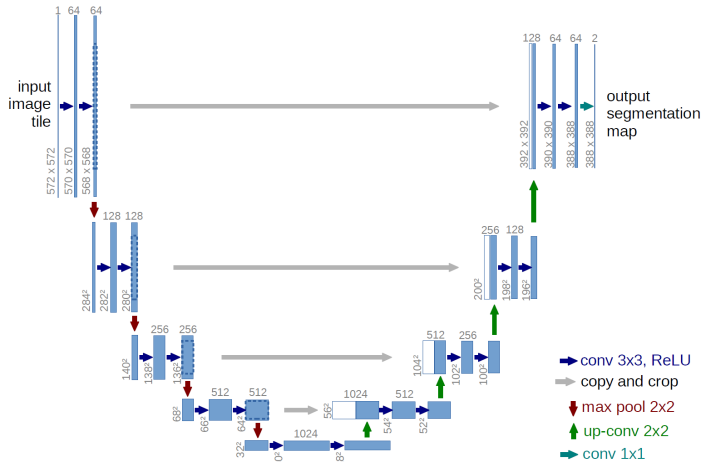 1 64 64
128 64 64 2
input
image
tile
output
segmentation
map
572 x 572
570 x 570
568 x 568
392 x 392
390 x 390
388 x 388
388 x 388
128 128
256 128
284²
282²
280²
200²
198²
196²
256 256
512 256
140²
138²
136²
104²
102²
100²
512 512
1024 512
68²
66²
64²
56²
54²
52²
1024
32²
0²
8²
conv 3x3, ReLU
copy and crop
max pool 2x2
up-conv 2x2
conv 1x1